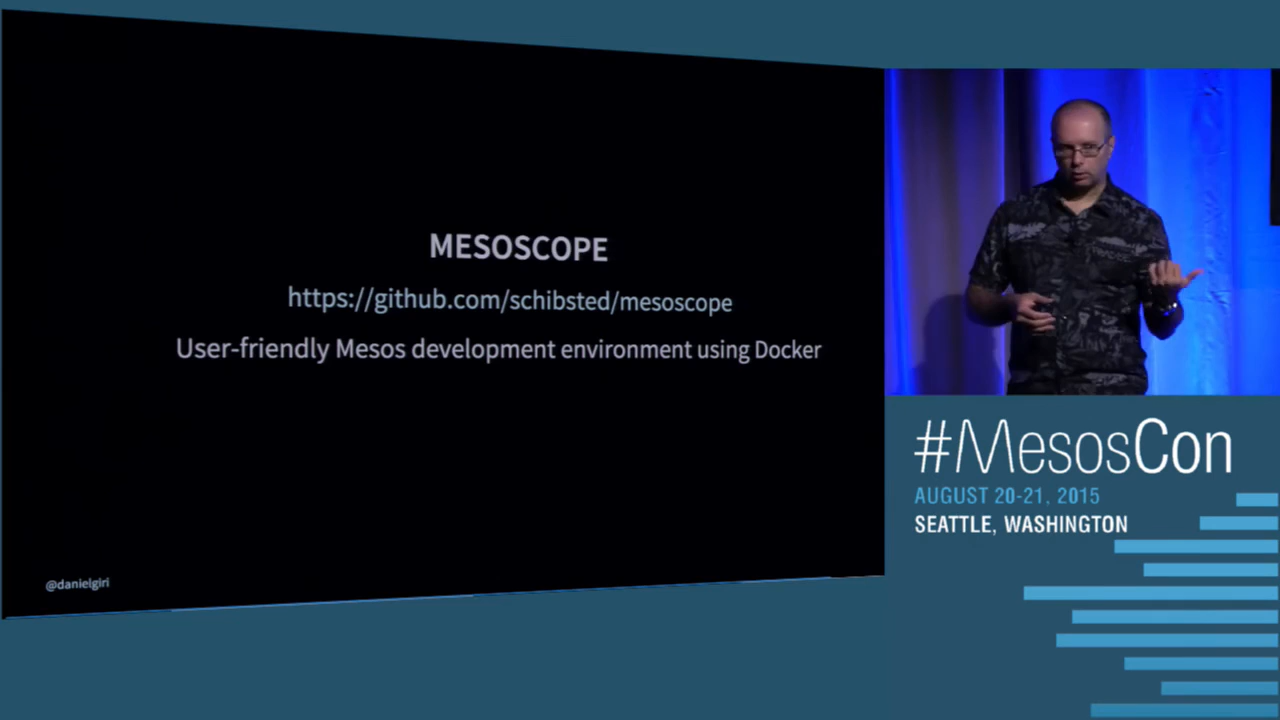 MESOSCOPE
https://github.com/schibsted/mesoscope
User-friendly Mesos development environment using Docker
@danielgiri
#MesosCon
AUGUST 20-21, 2015
SEATTLE, WASHINGTON